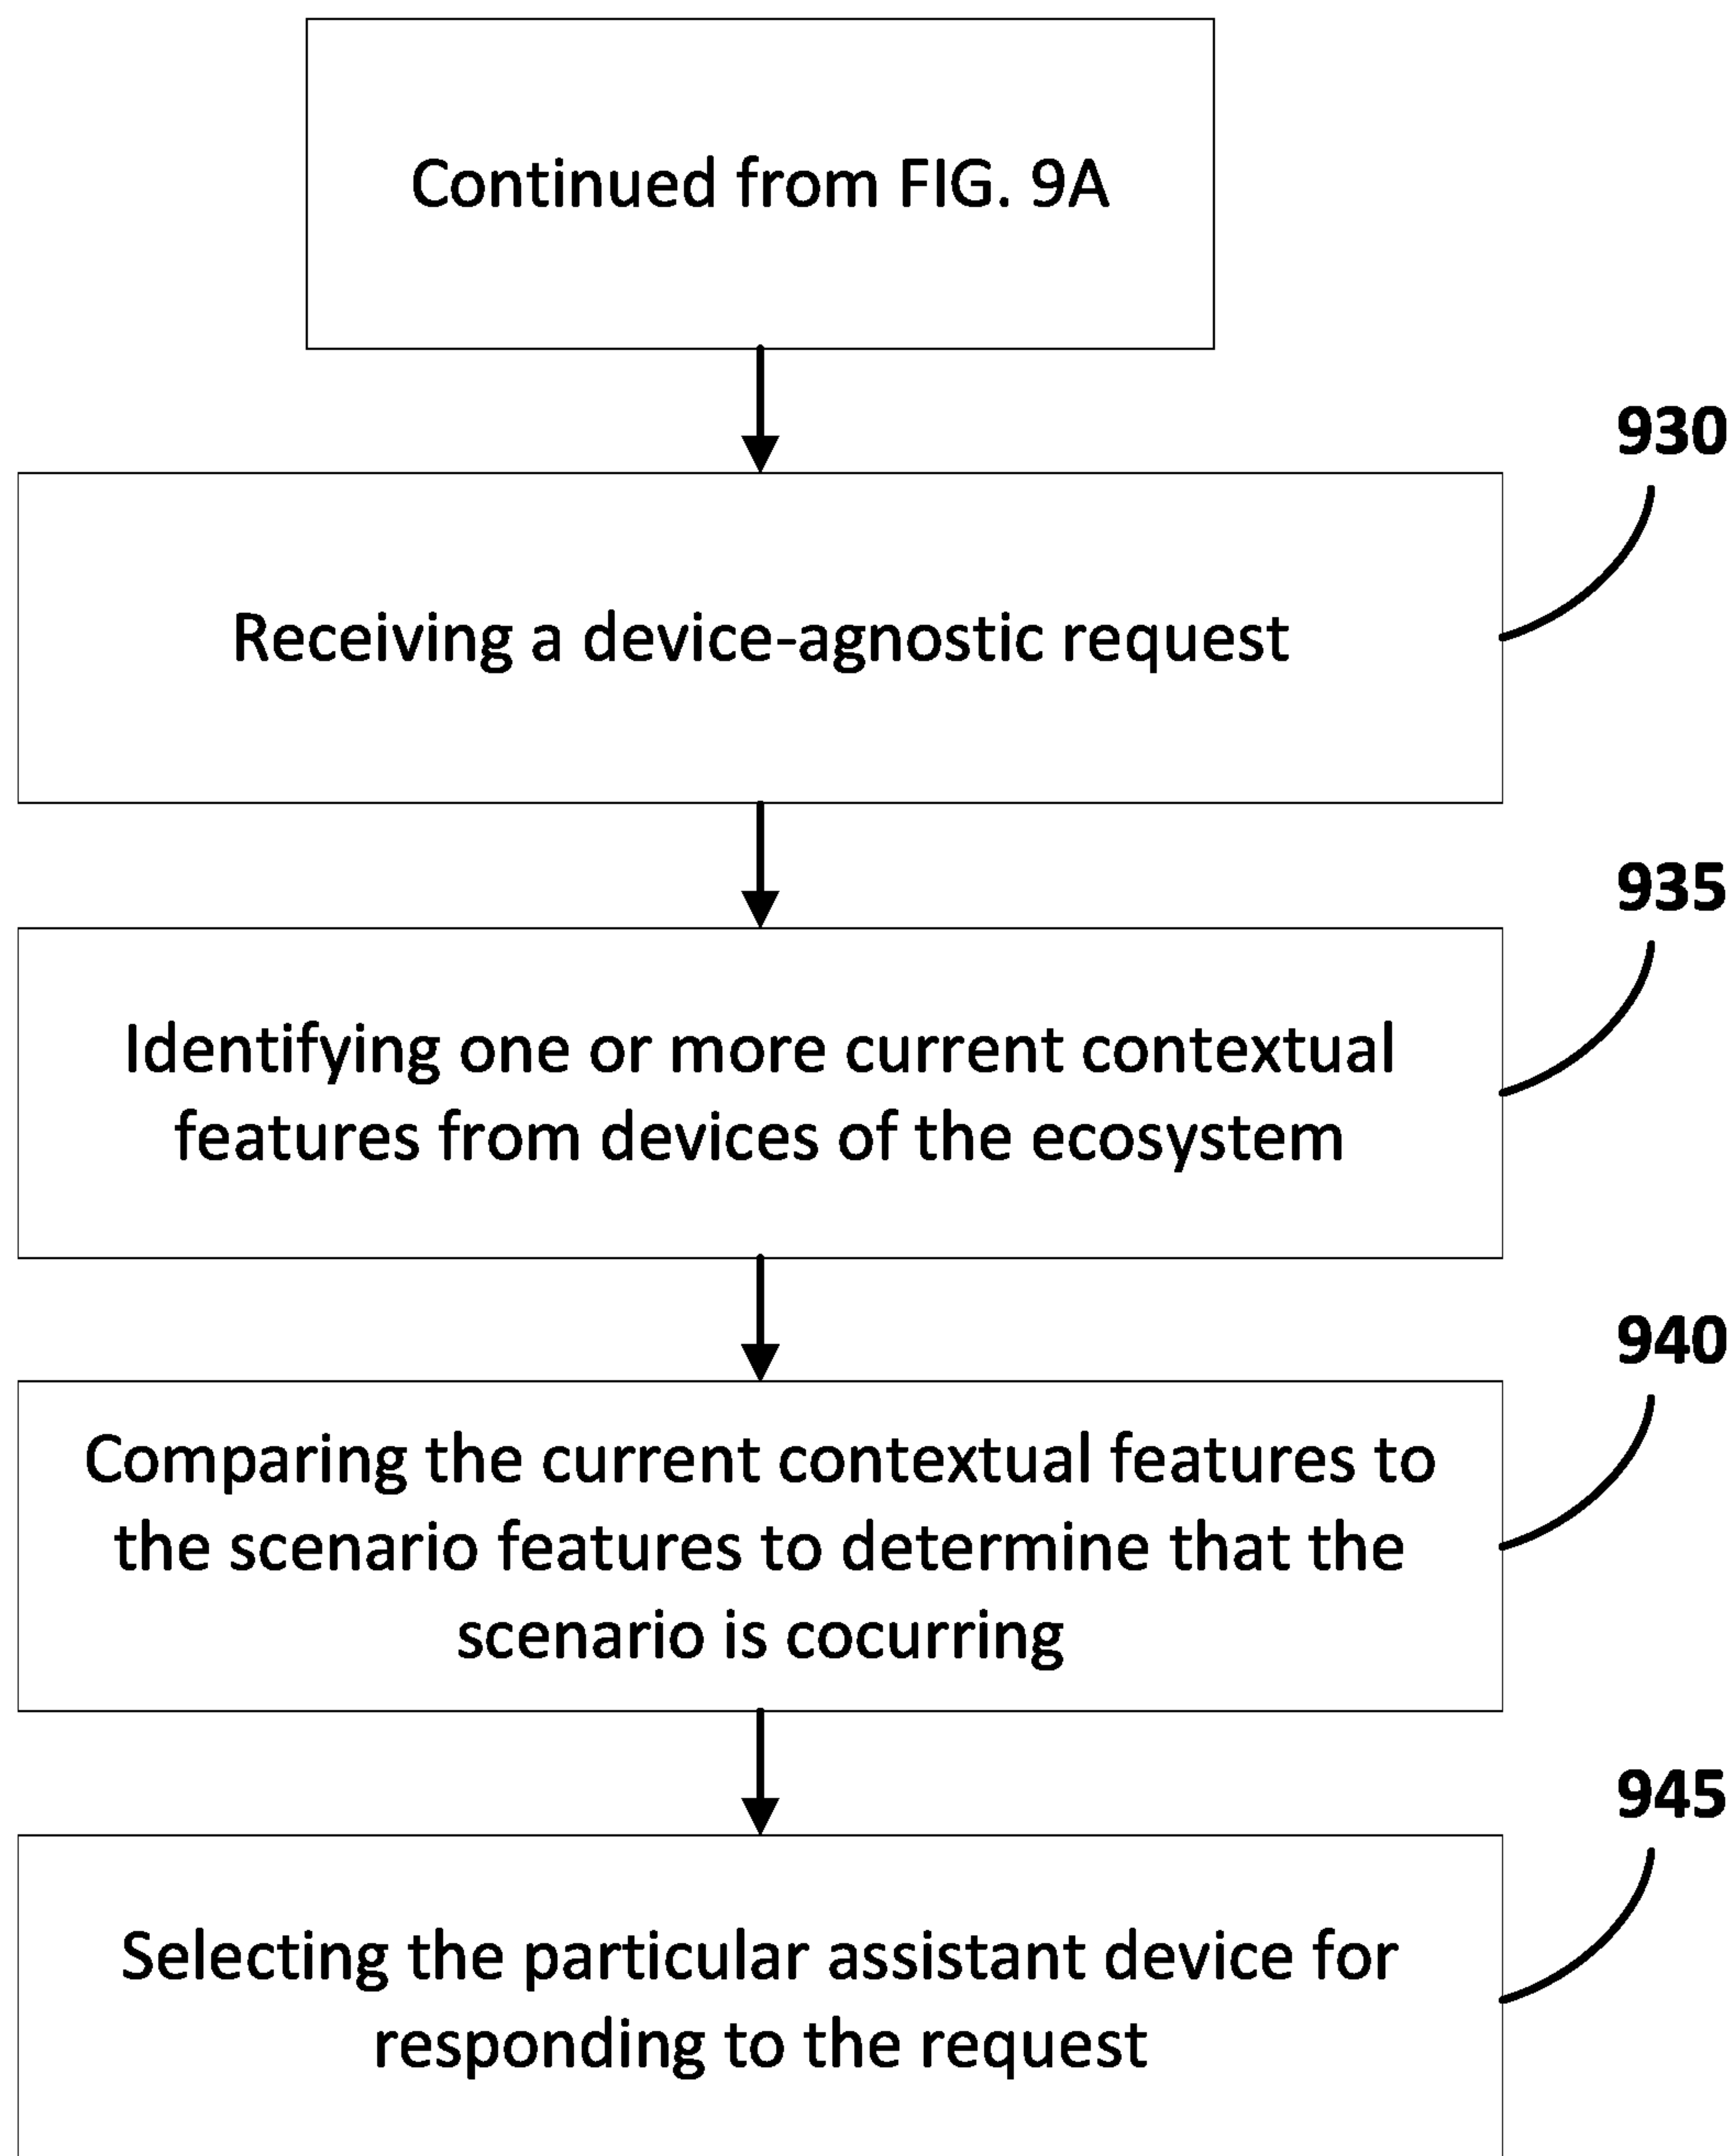 Continued from FIG. 9A
930
Receiving a device-agnostic request
935
Identifying one or more current contextual
features from devices of the ecosystem
940
Comparing the current contextual features to
the scenario features to determine that the
scenario is cocurring
945
Selecting the particular assistant device for
responding to the request